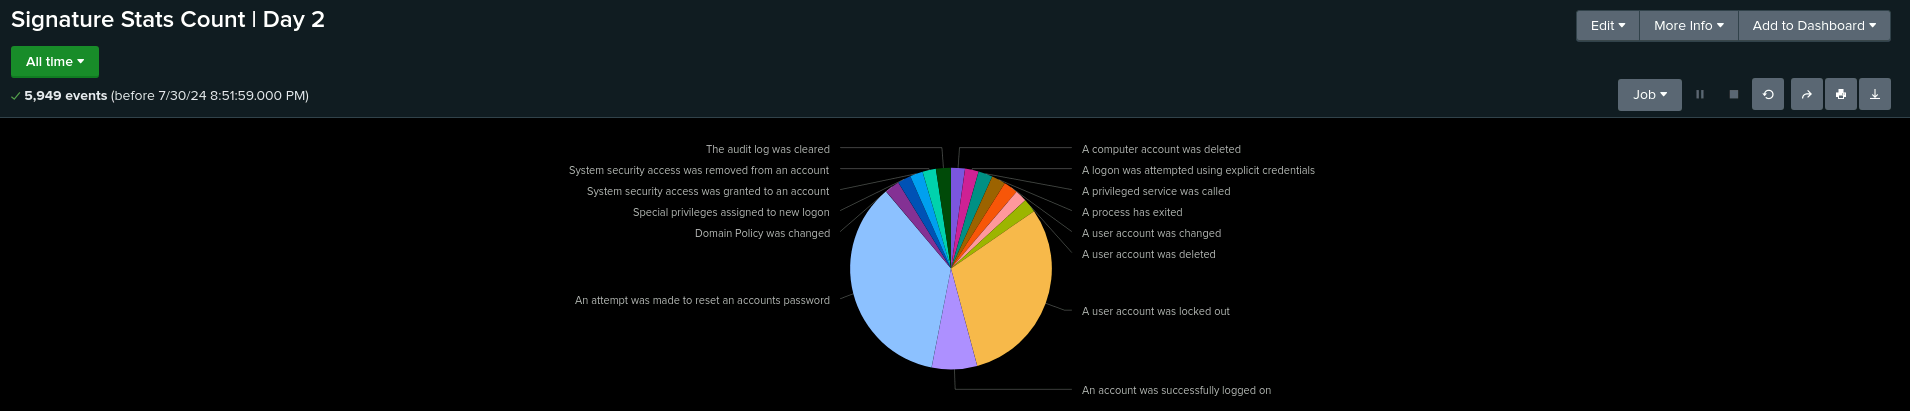 Signature Stats Count | Day 2
Edit
More Info
Add to Dashboard
All time
5,949 events (before 7/30/24 8:51:59.000 PM)
Job
The audit log was cleared
System security access was removed from an account
System security access was granted to an account
Special privileges assigned to new logon
Domain Policy was changed
An attempt was made to reset an accounts password
A computer account was deleted
A logon was attempted using explicit credentials
A privileged service was called
A process has exited
A user account was changed
A user account was deleted
A user account was locked out
An account was successfully logged on